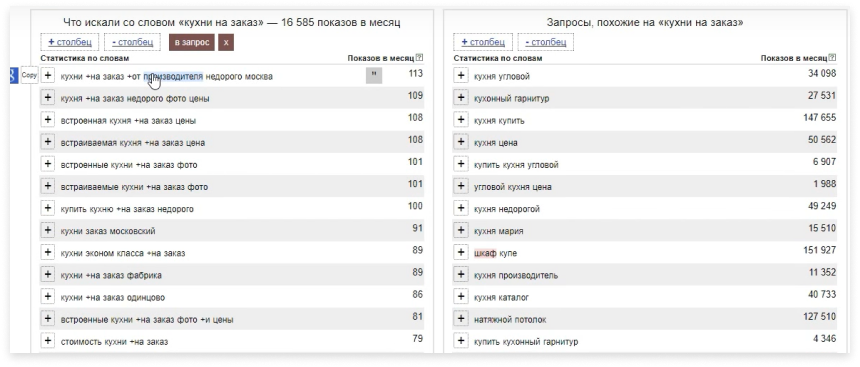 Что искали со словом «кухни на заказ» — 16 585 показов в месяц
+ столбец - столбец в запрос x
Статистика по словам Показов в месяц ?
Copy + кухни +на заказ +от производителя недорого москва " 113
+ кухня +на заказ недорого фото цены 109
+ встроенная кухня +на заказ цены 108
+ встраиваемая кухня +на заказ цена 108
+ встроенные кухни +на заказ фото 101
+ встраиваемые кухни +на заказ фото 101
+ купить кухню +на заказ недорого 100
+ кухни заказ московский 91
+ кухни эконом класса +на заказ 89
+ кухни +на заказ фабрика 89
+ кухни +на заказ одинцово 86
+ встроенные кухни +на заказ фото +и цены 81
+ стоимость кухни +на заказ 79
Запросы, похожие на «кухни на заказ»
+ столбец - столбец
Статистика по словам Показов в месяц ?
+ кухня угловой 34 098
+ кухонный гарнитур 27 531
+ кухня купить 147 655
+ кухня цена 50 562
+ купить кухня угловой 6 907
+ угловой кухня цена 1 988
+ кухня недорогой 49 249
+ кухня мария 15 510
+ шкаф купе 151 927
+ кухня производитель 11 352
+ кухня каталог 40 733
+ натяжной потолок 127 510
+ купить кухонный гарнитур 4 346